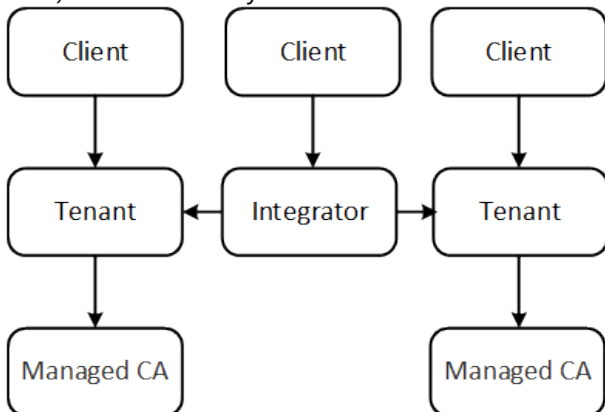 Client
Client
Client
Tenant
Integrator
Tenant
Managed CA
Managed CA